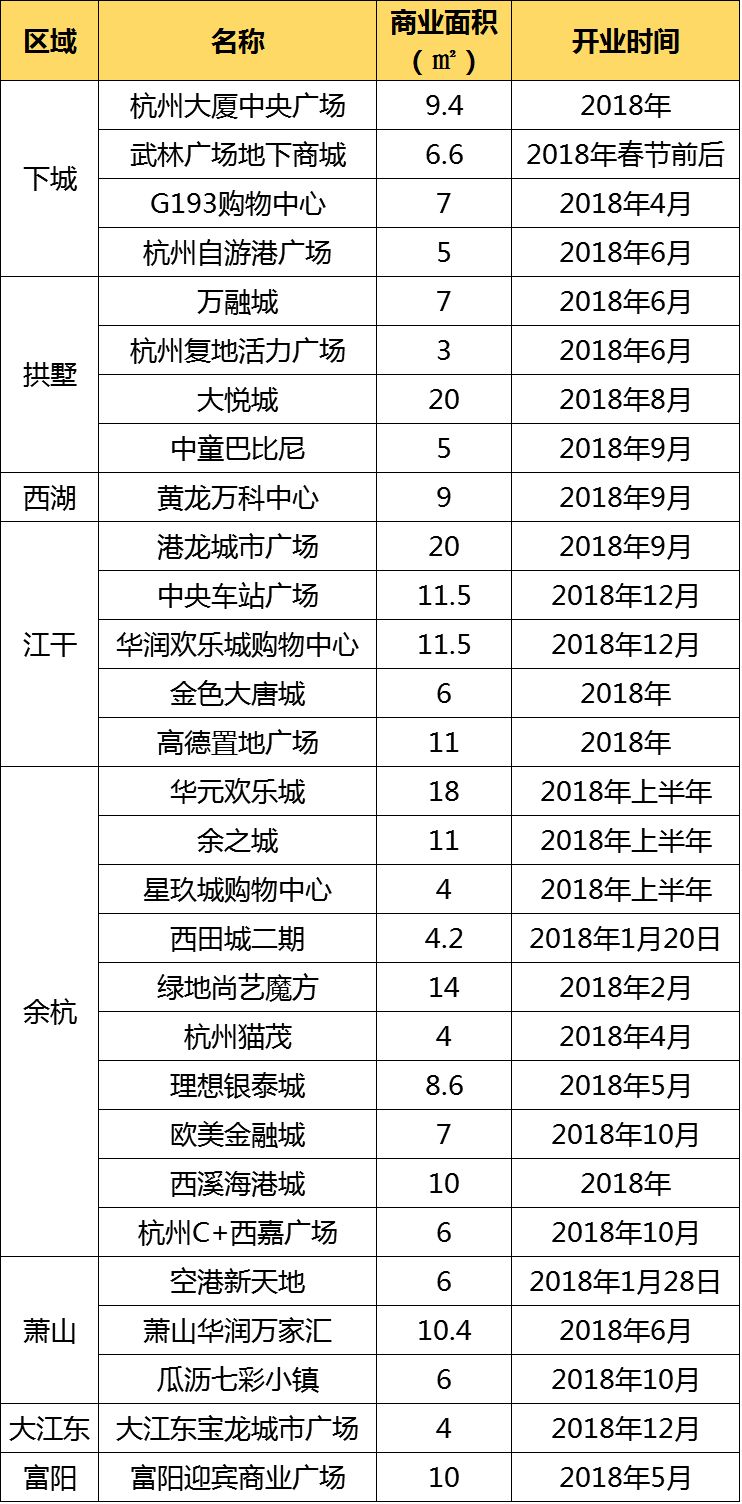 区域 名称 商业面积（㎡） 开业时间
下城 杭州大厦中央广场 9.4 2018年
武林广场地下商城 6.6 2018年春节前后
G193购物中心 7 2018年4月
杭州自游港广场 5 2018年6月
拱墅 万融城 7 2018年6月
杭州复地活力广场 3 2018年6月
大悦城 20 2018年8月
中童巴比尼 5 2018年9月
西湖 黄龙万科中心 9 2018年9月
江干 港龙城市广场 20 2018年9月
中央车站广场 11.5 2018年12月
华润欢乐城购物中心 11.5 2018年12月
金色大唐城 6 2018年
高德置地广场 11 2018年
余杭 华元欢乐城 18 2018年上半年
余之城 11 2018年上半年
星玖城购物中心 4 2018年上半年
西田城二期 4.2 2018年1月20日
绿地尚艺魔方 14 2018年2月
杭州猫茂 4 2018年4月
理想银泰城 8.6 2018年5月
欧美金融城 7 2018年10月
西溪海港城 10 2018年
杭州C+西嘉广场 6 2018年10月
萧山 空港新天地 6 2018年1月28日
萧山华润万家汇 10.4 2018年6月
瓜沥七彩小镇 6 2018年10月
大江东 大江东宝龙城市广场 4 2018年12月
富阳 富阳迎宾商业广场 10 2018年5月